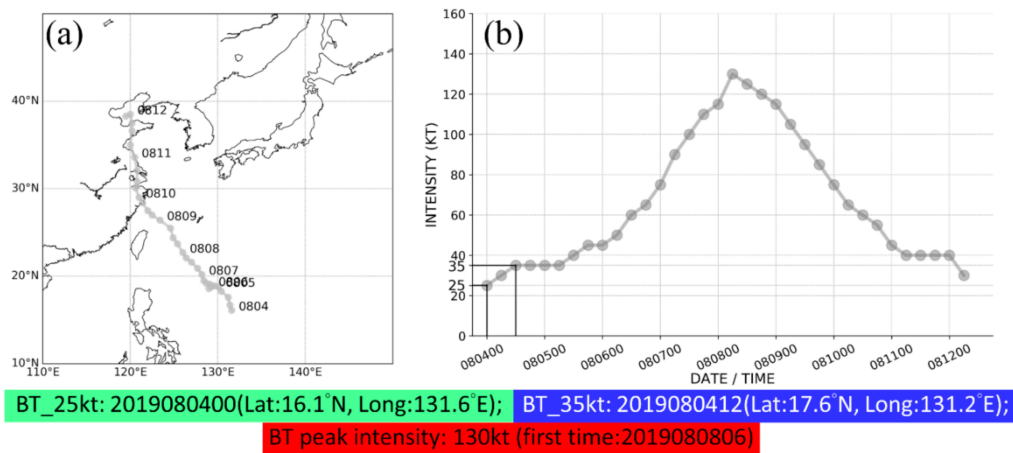 (a)
40°N
30°N
20°N
10°N
110°E
120°E
130°E
140°E
0812
0811
0810
0809
0808
0807
0805
0804
(b)
INTENSITY (KT)
160
140
120
100
80
60
40
35
25
20
0
080400
080500
080600
080700
080800
080900
081000
081100
081200
DATE / TIME
BT_25kt: 2019080400(Lat:16.1°N, Long:131.6°E); BT_35kt: 2019080412(Lat:17.6°N, Long:131.2°E);
BT peak intensity: 130kt (first time:2019080806)